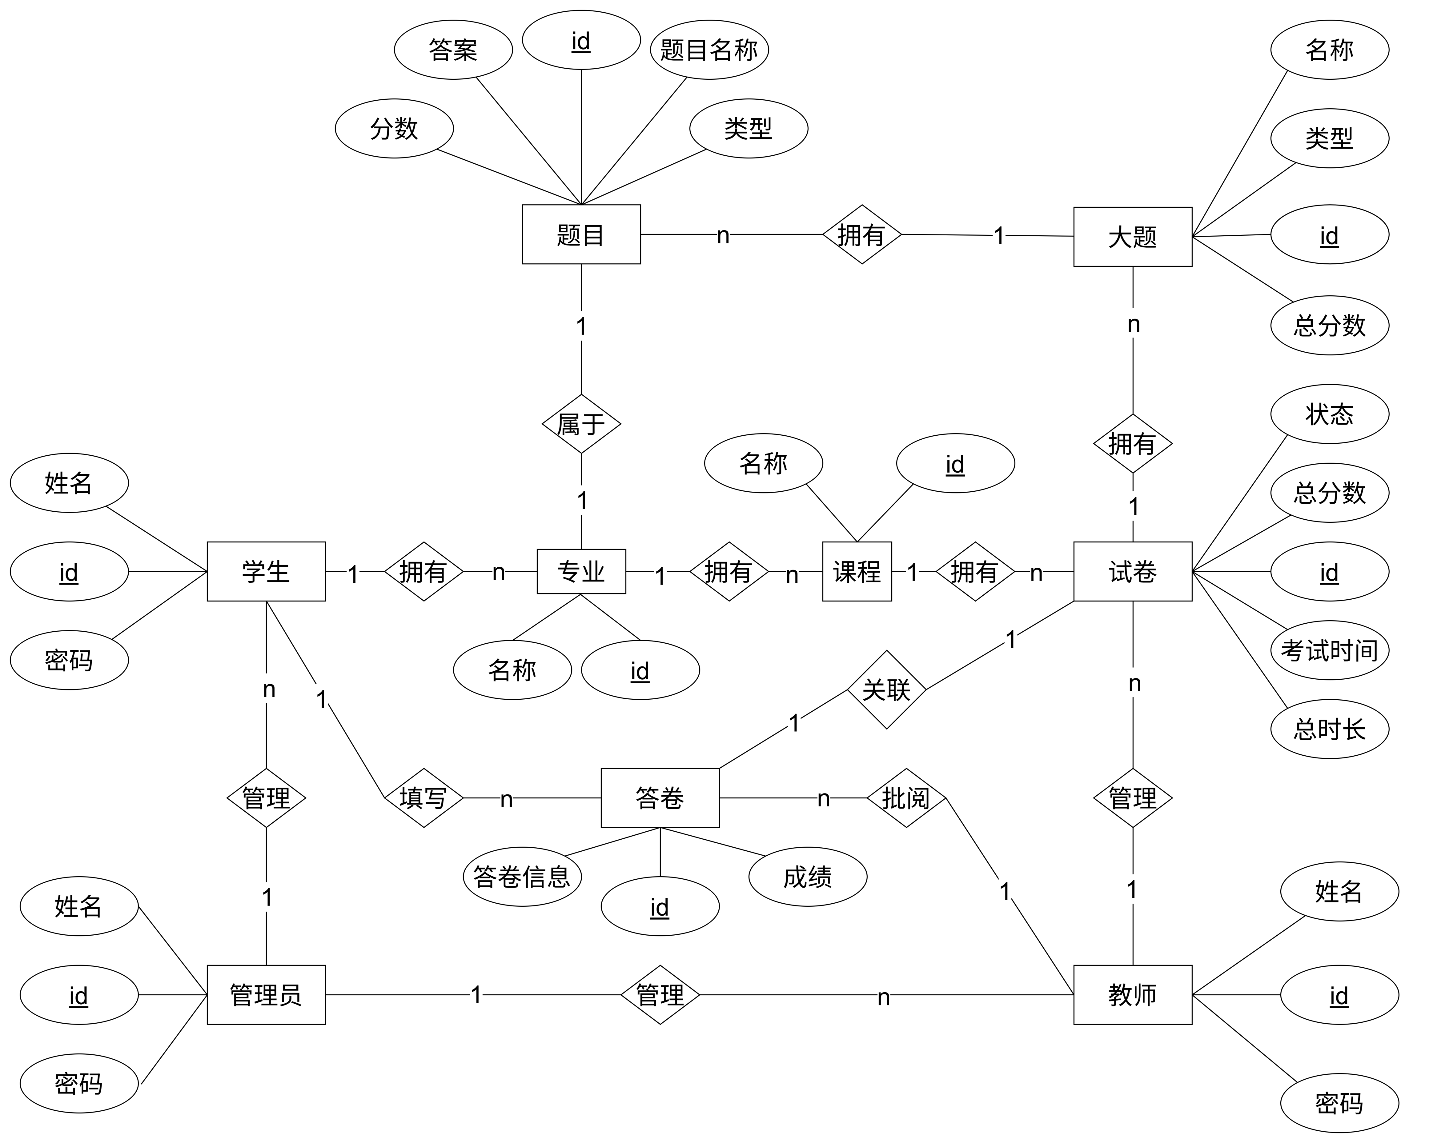 答案
id
题目名称
名称
分数
类型
类型
题目
n
拥有
1
大题
id
1
n
总分数
属于
拥有
状态
名称
id
姓名
1
1
总分数
学生
1
拥有
n
专业
1
拥有
n
课程
1
拥有
n
试卷
id
id
名称
id
1
考试时间
密码
n
1
关联
n
1
总时长
管理
填写
n
答卷
n
批阅
管理
答卷信息
id
成绩
姓名
1
1
1
姓名
id
管理员
1
管理
n
教师
id
密码
密码